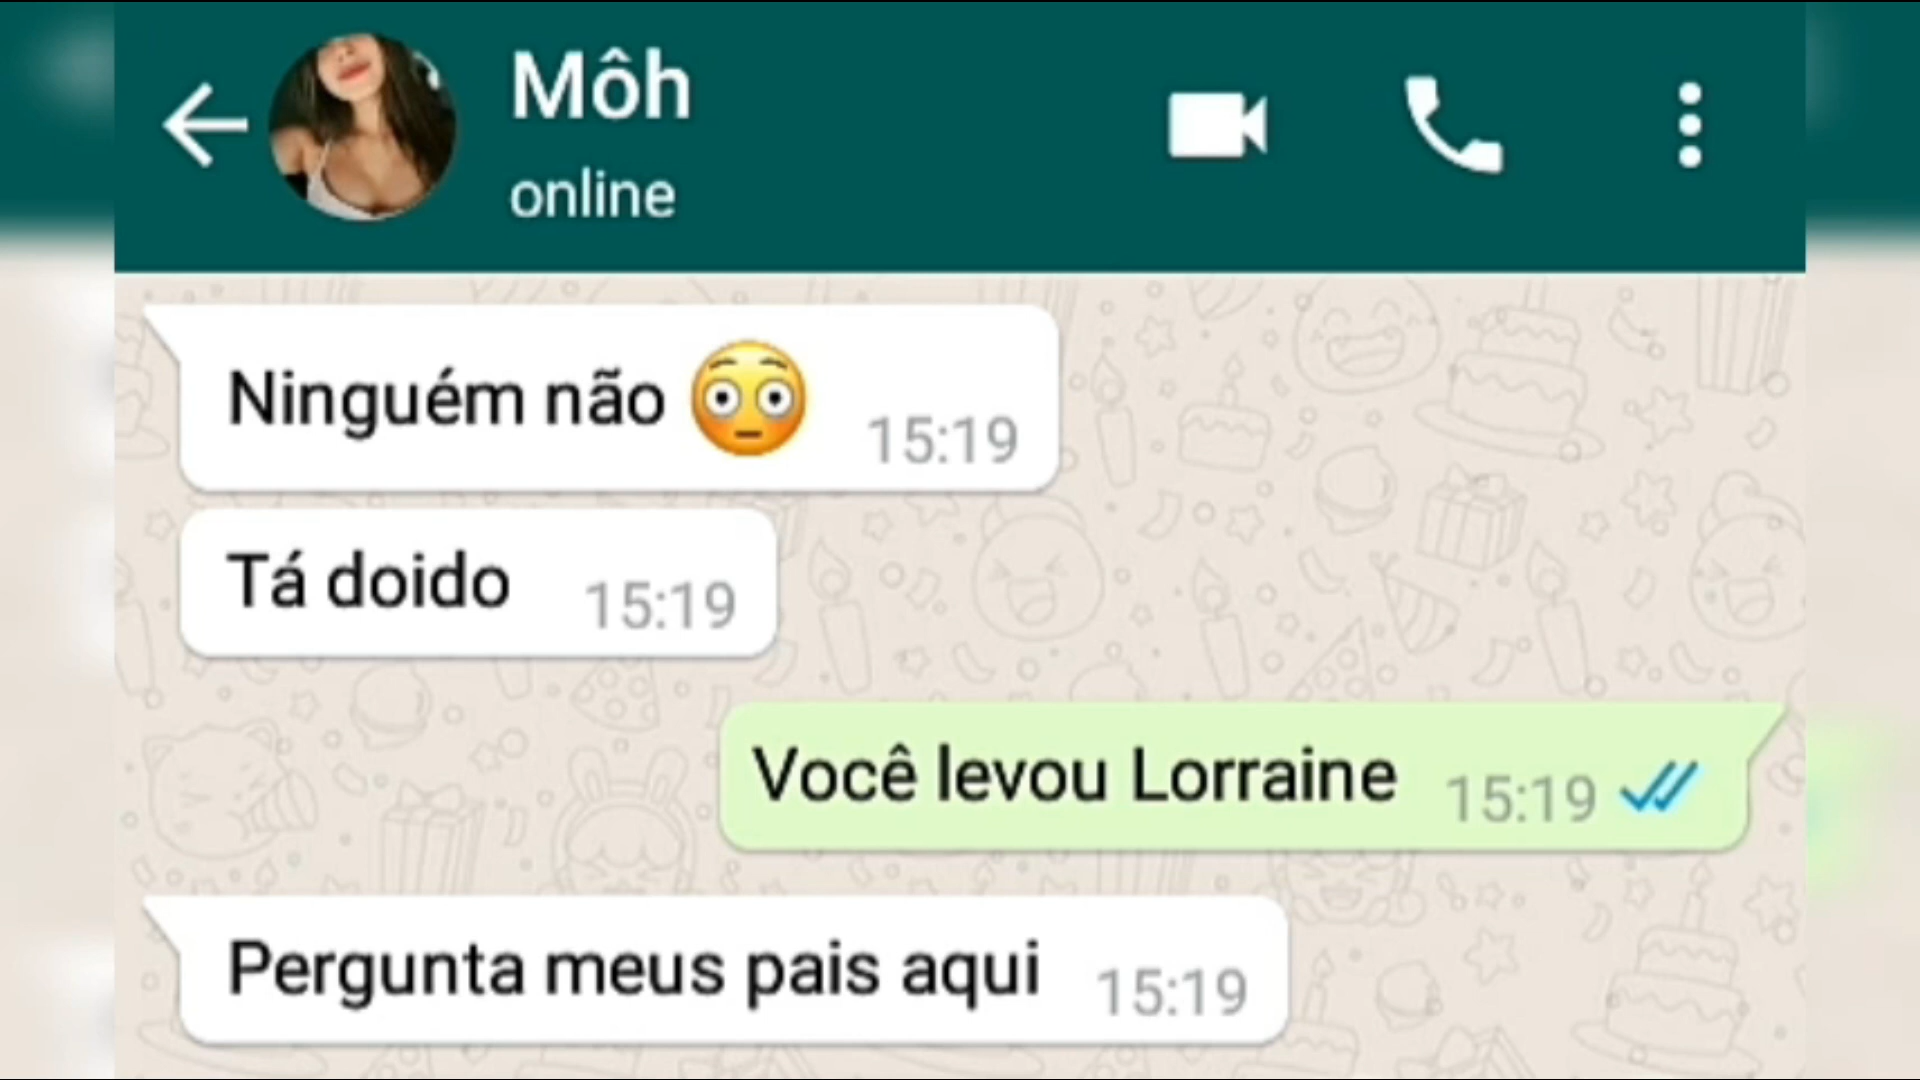 Môh
online
Ninguém não 😳 15:19
Tá doido 15:19
Você levou Lorraine 15:19
Pergunta meus pais aqui 15:19